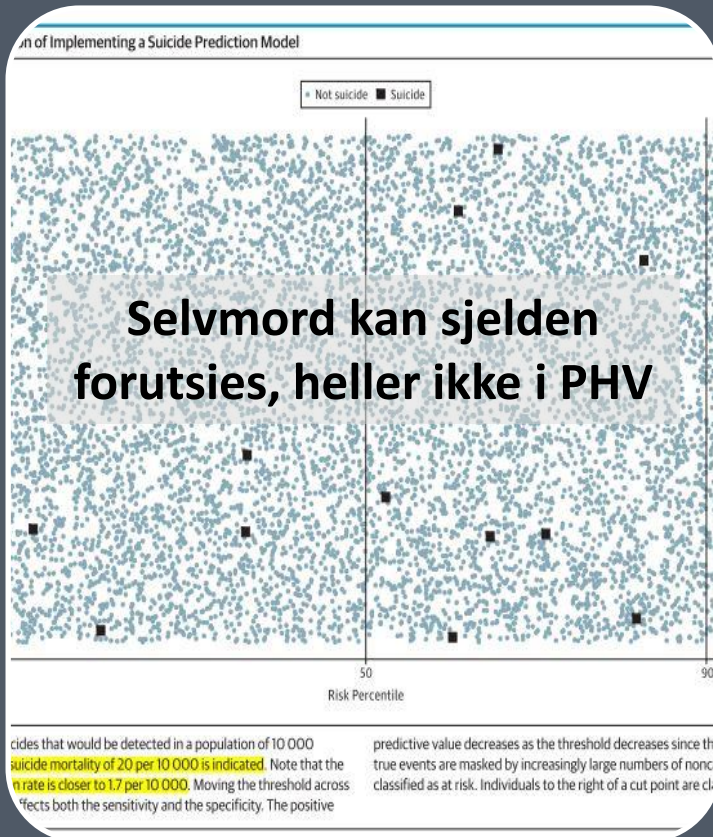 on of Implementing a Suicide Prediction Model
Not suicide Suicide
Selvmord kan sjelden
forutsies, heller ikke i PHV
50
90
Risk Percentile
cides that would be detected in a population of 10 000
suicide mortality of 20 per 10 000 is indicated. Note that the
n rate is closer to 1.7 per 10 000. Moving the threshold across
ffects both the sensitivity and the specificity. The positive
predictive value decreases as the threshold decreases since th
true events are masked by increasingly large numbers of nonc
classified as at risk. Individuals to the right of a cut point are cl